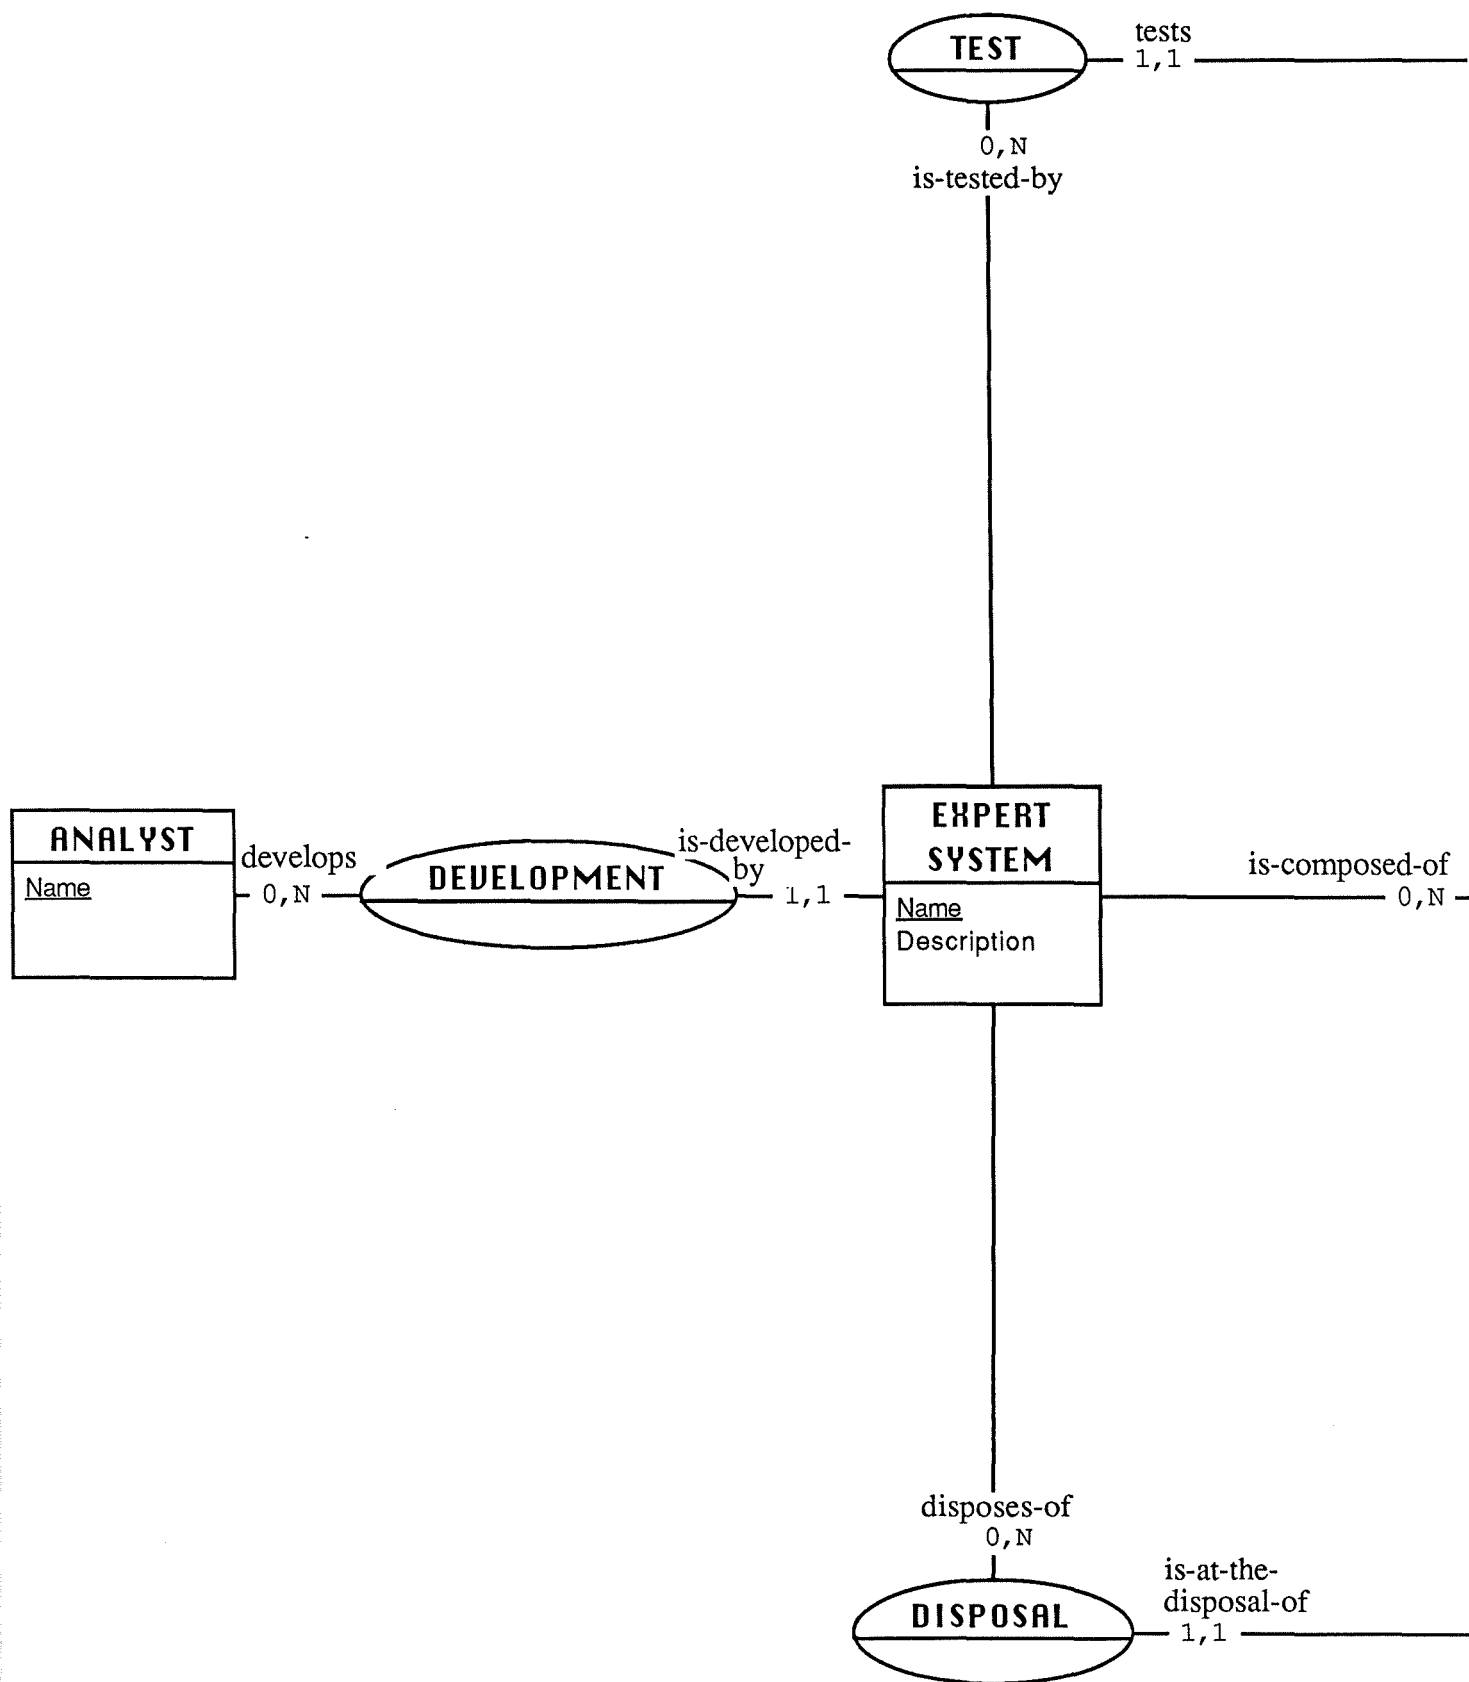 TEST
tests
1,1
0,N
is-tested-by
ANALYST
Name
develops
0,N
DEVELOPMENT
is-developed-
by
1,1
EXPERT
SYSTEM
Name
Description
is-composed-of
0,N
disposes-of
0,N
DISPOSAL
is-at-the-
disposal-of
1,1